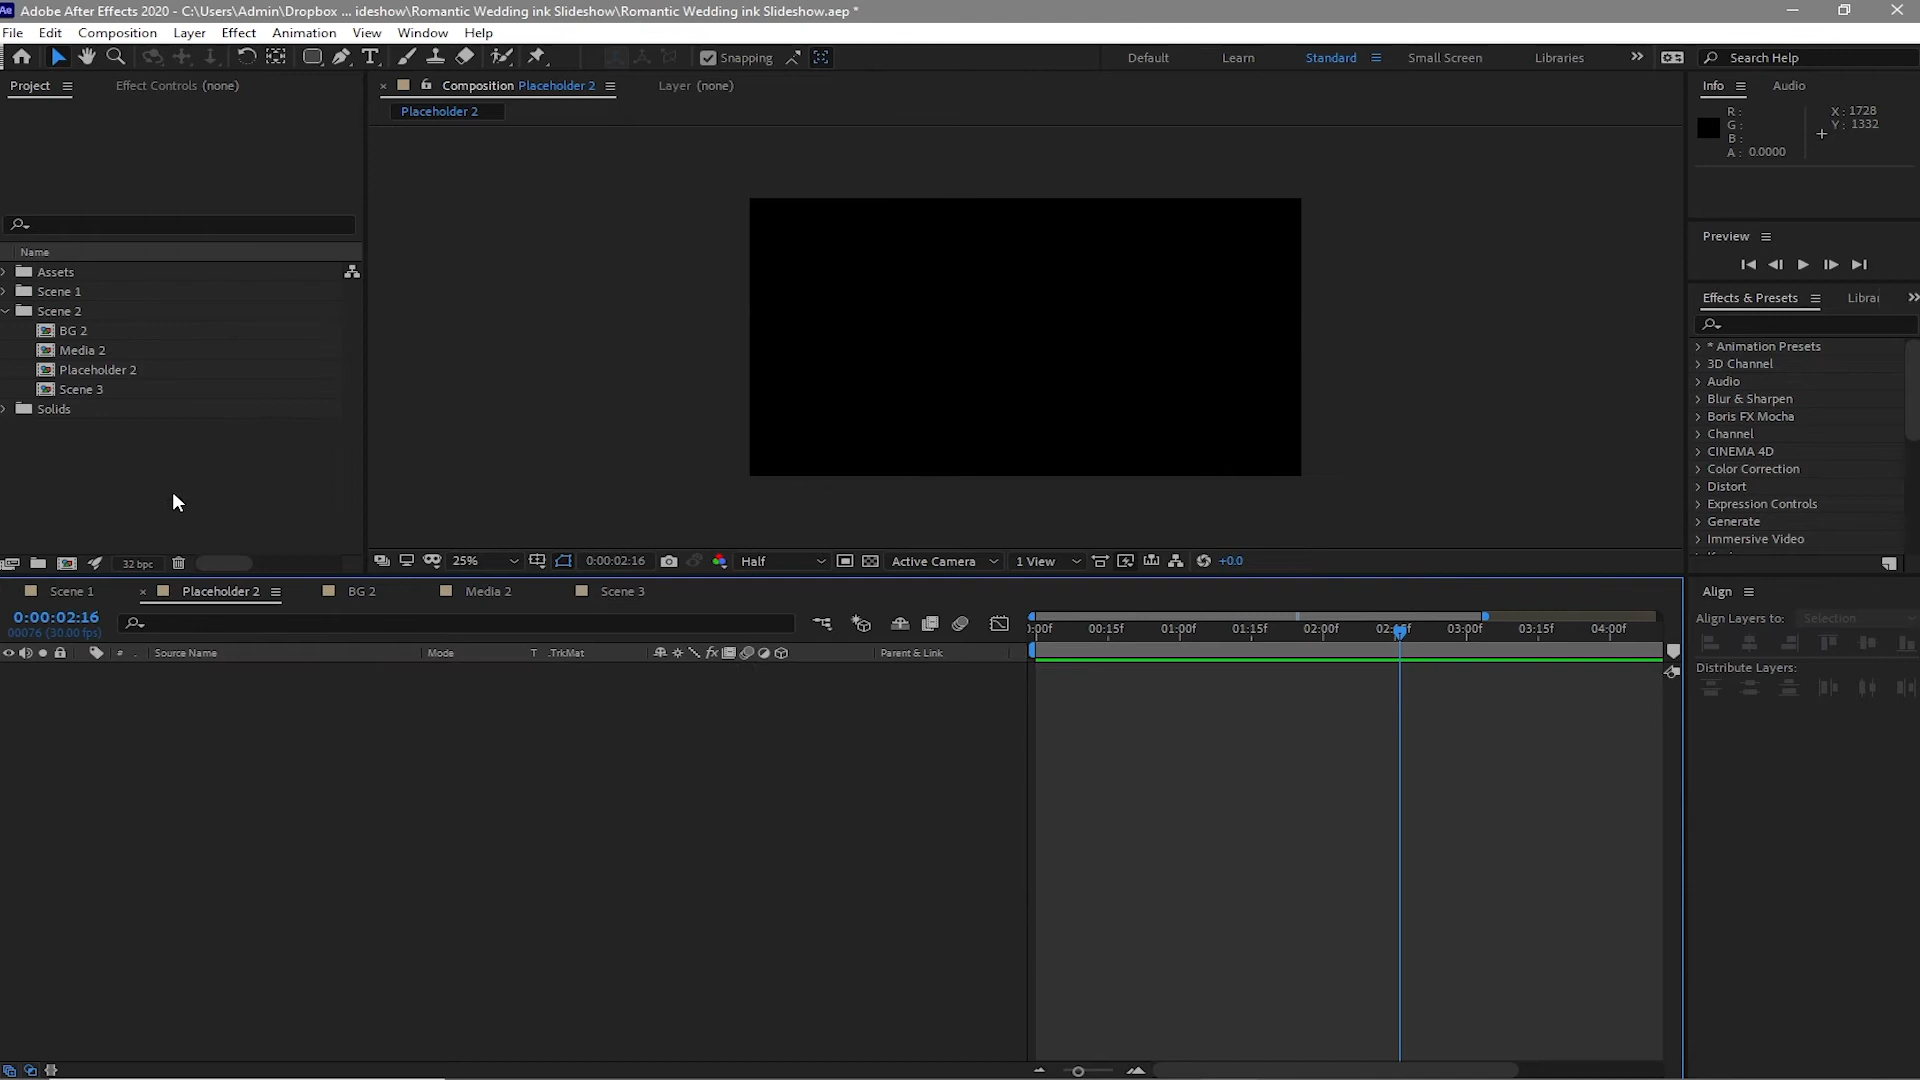 Ae Adobe After Effects 2020 - C:\Users\Admin\Dropbox ... ideshow\Romantic Wedding ink Slideshow\Romantic Wedding ink Slideshow.aep *
File Edit Composition Layer Effect Animation View Window Help
Snapping Default Learn Standard Small Screen Libraries Search Help
Project Effect Controls (none) Composition Placeholder 2 Layer (none) Info Audio
Placeholder 2
R: X: 1728
G: Y: 1332
B:
A: 0.0000
Preview
Name
Assets
Scene 1
Scene 2
BG 2
Media 2
Placeholder 2
Scene 3
Solids
Effects & Presets Librai
* Animation Presets
3D Channel
Audio
Blur & Sharpen
Boris FX Mocha
Channel
CINEMA 4D
Color Correction
Distort
Expression Controls
Generate
Immersive Video
32 bpc 25% 0:00:02:16 Half Active Camera 1 View +0.0
Scene 1 Placeholder 2 BG 2 Media 2 Scene 3 Align
0:00:02:16
00076 (30.00 fps)
Align Layers to: Selection
:00f 00:15f 01:00f 01:15f 02:00f 02:15f 03:00f 03:15f 04:00f
# Source Name Mode T .TrkMat fx Parent & Link
Distribute Layers: